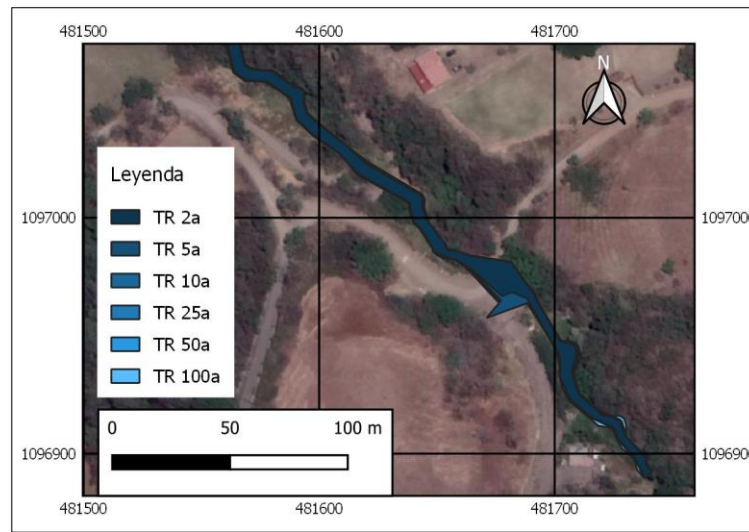 481500 481600 481700
N
Leyenda
TR 2a
TR 5a
TR 10a
TR 25a
TR 50a
TR 100a
1097000 1097000
0 50 100 m
1096900 1096900
481500 481600 481700